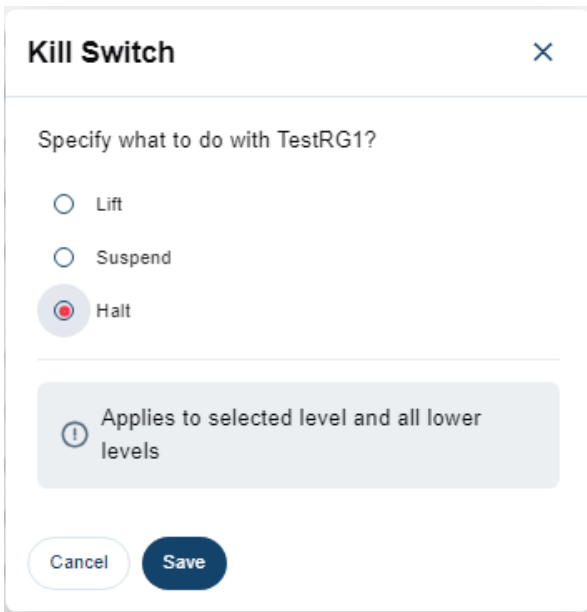 Kill Switch
Specify what to do with TestRG1?
Lift
Suspend
Halt
Applies to selected level and all lower
levels
Cancel
Save